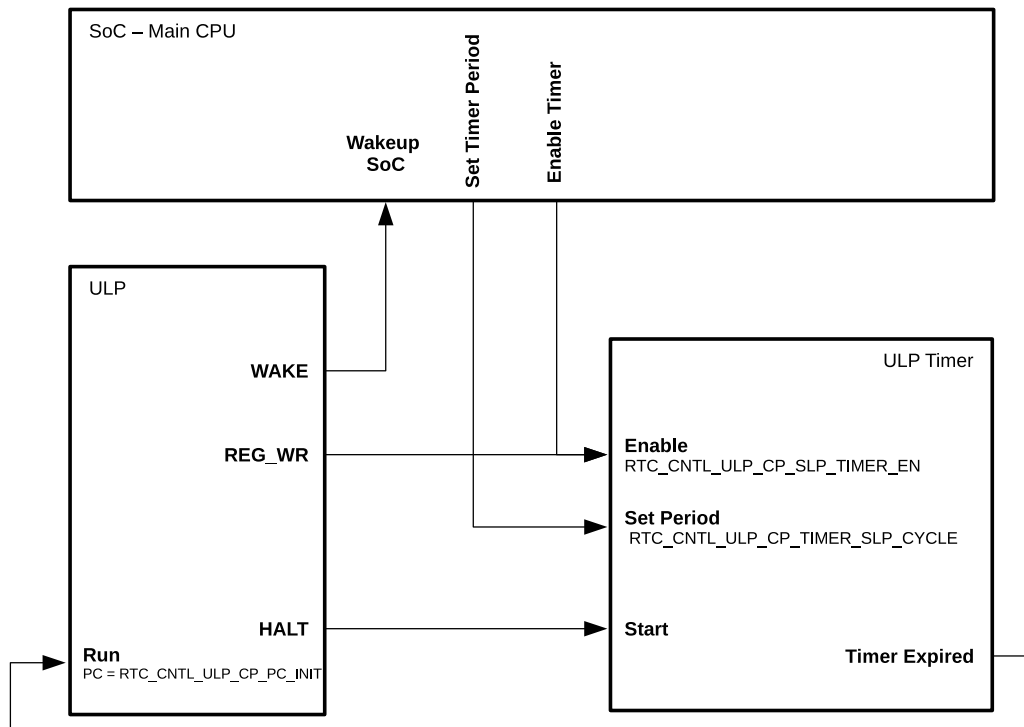 SoC – Main CPU
Set Timer Period
Enable Timer
Wakeup
SoC
ULP
WAKE
REG_WR
HALT
Run
PC = RTC_CNTL_ULP_CP_PC_INIT
ULP Timer
Enable
RTC_CNTL_ULP_CP_SLP_TIMER_EN
Set Period
RTC_CNTL_ULP_CP_TIMER_SLP_CYCLE
Start
Timer Expired